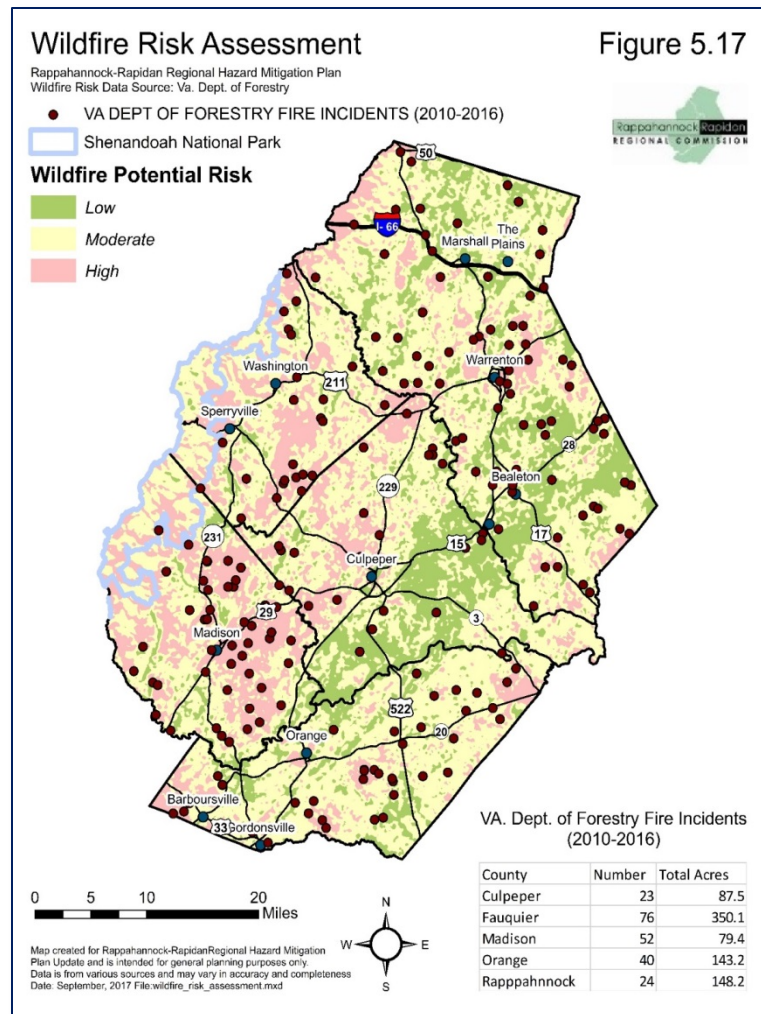 Wildfire Risk Assessment
Figure 5.17
Rappahannock-Rapidan Regional Hazard Mitigation Plan
Wildfire Risk Data Source: Va. Dept. of Forestry
VA DEPT OF FORESTRY FIRE INCIDENTS (2010-2016)
Shenandoah National Park
Rappahannock Rapidan
REGIONAL COMMISSION
Wildfire Potential Risk
Low
Moderate
High
50
I-66
Marshall
The
Plains
Warrenton
Washington
211
Sperryville
28
Bealeton
229
231
15
17
Culpeper
29
3
Madison
522
20
Orange
Barboursville
33
Gordonsville
VA. Dept. of Forestry Fire Incidents
(2010-2016)
County Number Total Acres
Culpeper 23 87.5
Fauquier 76 350.1
Madison 52 79.4
Orange 40 143.2
Rapppahnnock 24 148.2
0 5 10 20
Miles
N
W E
S
Map created for Rappahannock-RapidanRegional Hazard Mitigation
Plan Update and is intended for general planning purposes only.
Data is from various sources and may vary in accuracy and completeness
Date: September, 2017 File:wildfire_risk_assessment.mxd